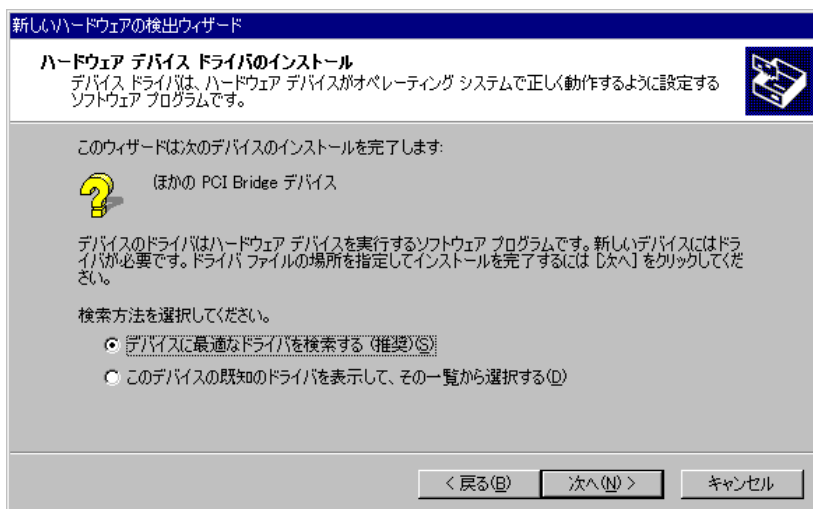 新しいハードウェアの検出ウィザード
ハードウェア デバイス ドライバのインストール
デバイス ドライバは、ハードウェア デバイスがオペレーティング システムで正しく動作するように設定する
ソフトウェア プログラムです。
このウィザードは次のデバイスのインストールを完了します:
ほかの PCI Bridge デバイス
デバイスのドライバはハードウェア デバイスを実行するソフトウェア プログラムです。新しいデバイスにはドラ
イバが必要です。ドライバ ファイルの場所を指定してインストールを完了するには [次へ] をクリックしてくだ
さい。
検索方法を選択してください。
デバイスに最適なドライバを検索する (推奨)(S)
このデバイスの既知のドライバを表示して、その一覧から選択する(D)
< 戻る(B) 次へ(N) > キャンセル